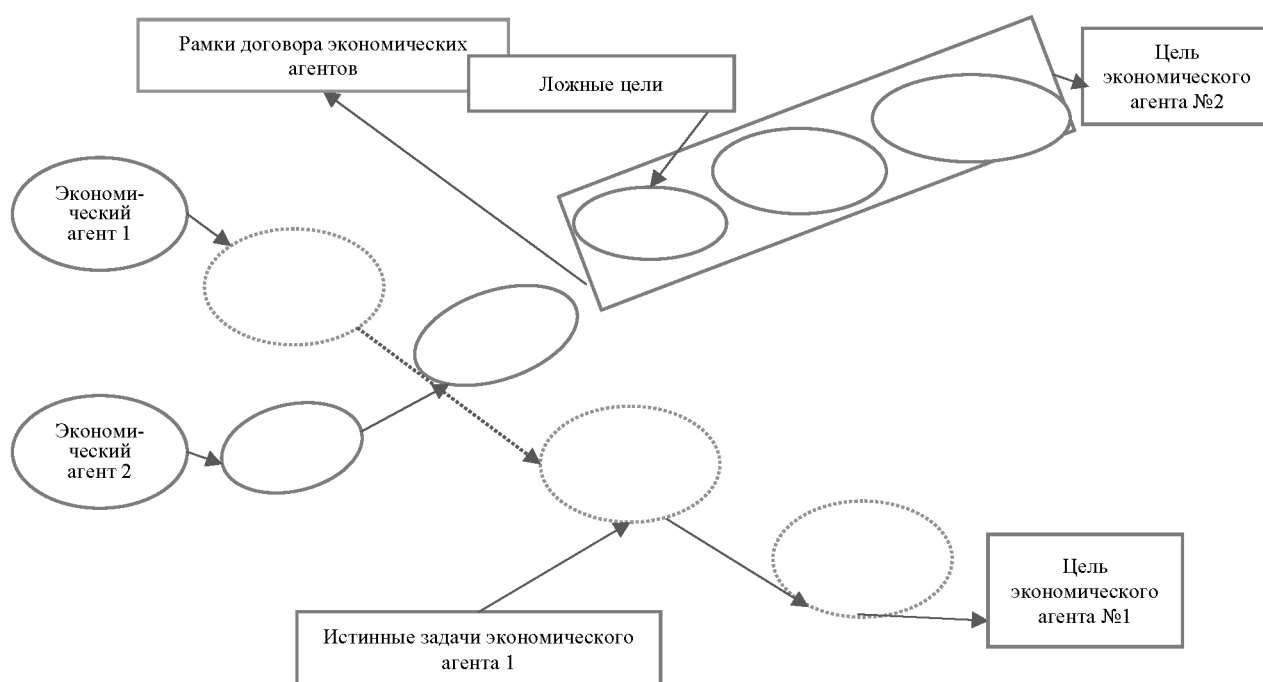 Рамки договора экономических
агентов
Ложные цели
Цель
экономического
агента №2
Экономи-
ческий
агент 1
Экономи-
ческий
агент 2
Цель
экономического
агента №1
Истинные задачи экономического
агента 1